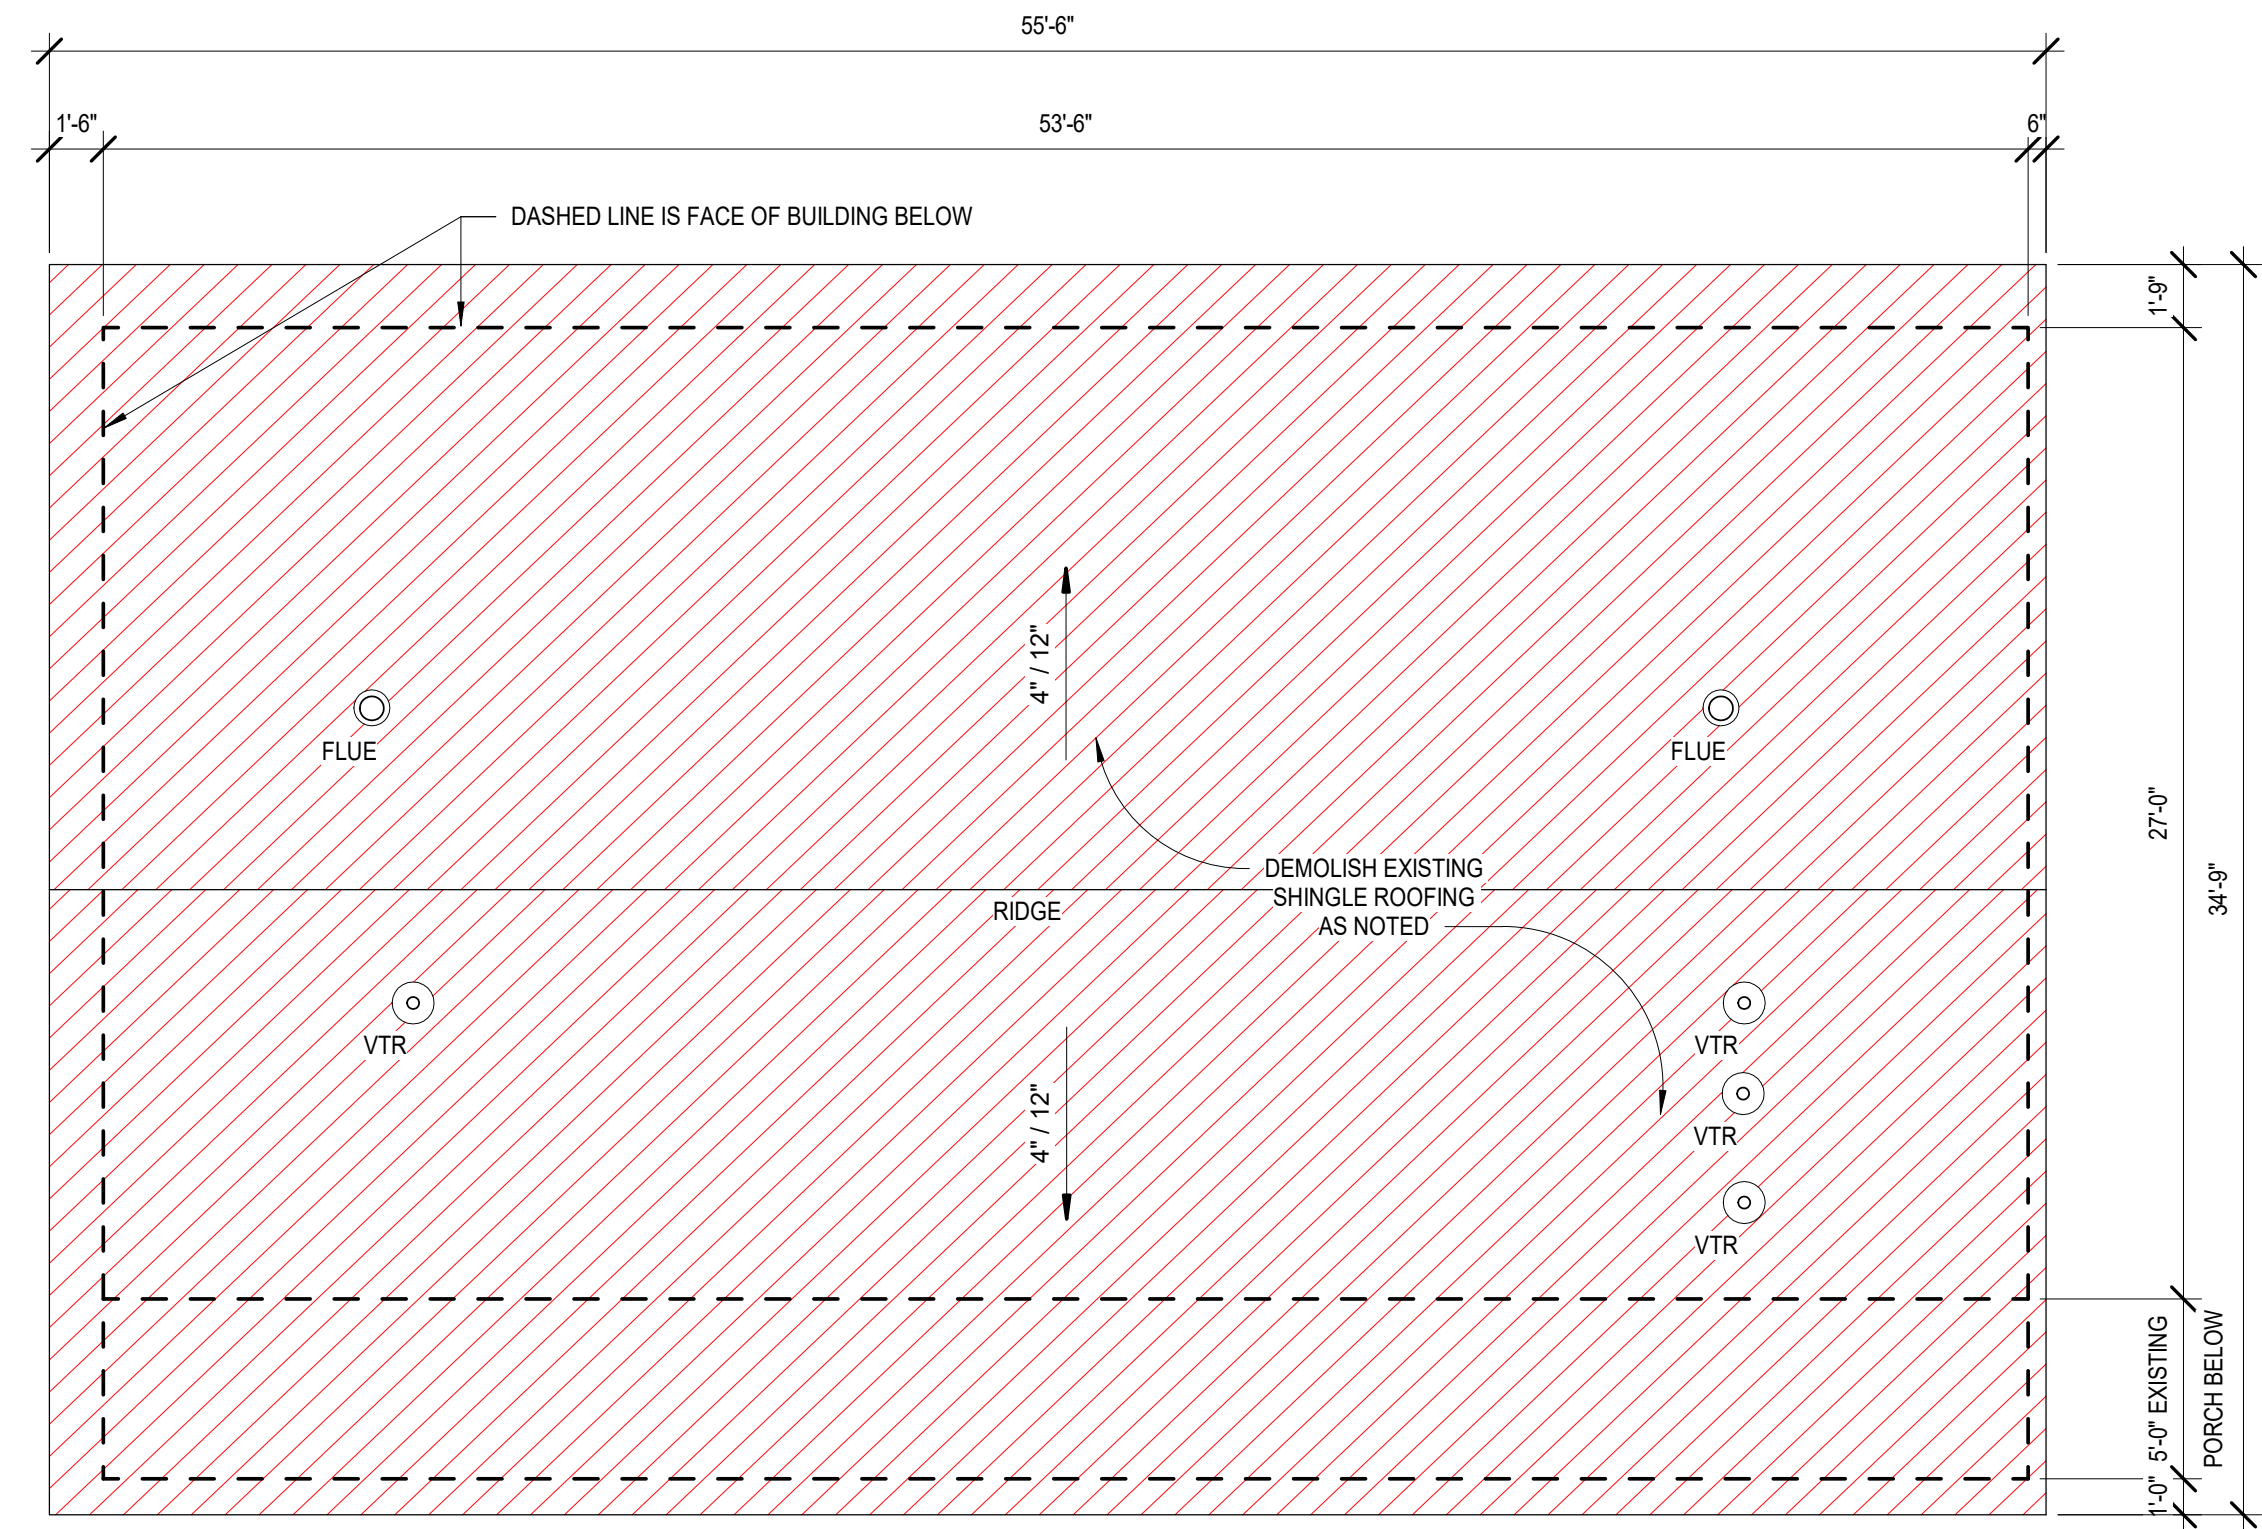 55'-6"
1'-6"
53'-6"
6"
DASHED LINE IS FACE OF BUILDING BELOW
1'-9"
4" / 12"
FLUE
FLUE
27'-0"
34'-9"
DEMOLISH EXISTING
SHINGLE ROOFING
AS NOTED
RIDGE
VTR
VTR
4" / 12"
VTR
VTR
5'-0" EXISTING
PORCH BELOW
1'-0"